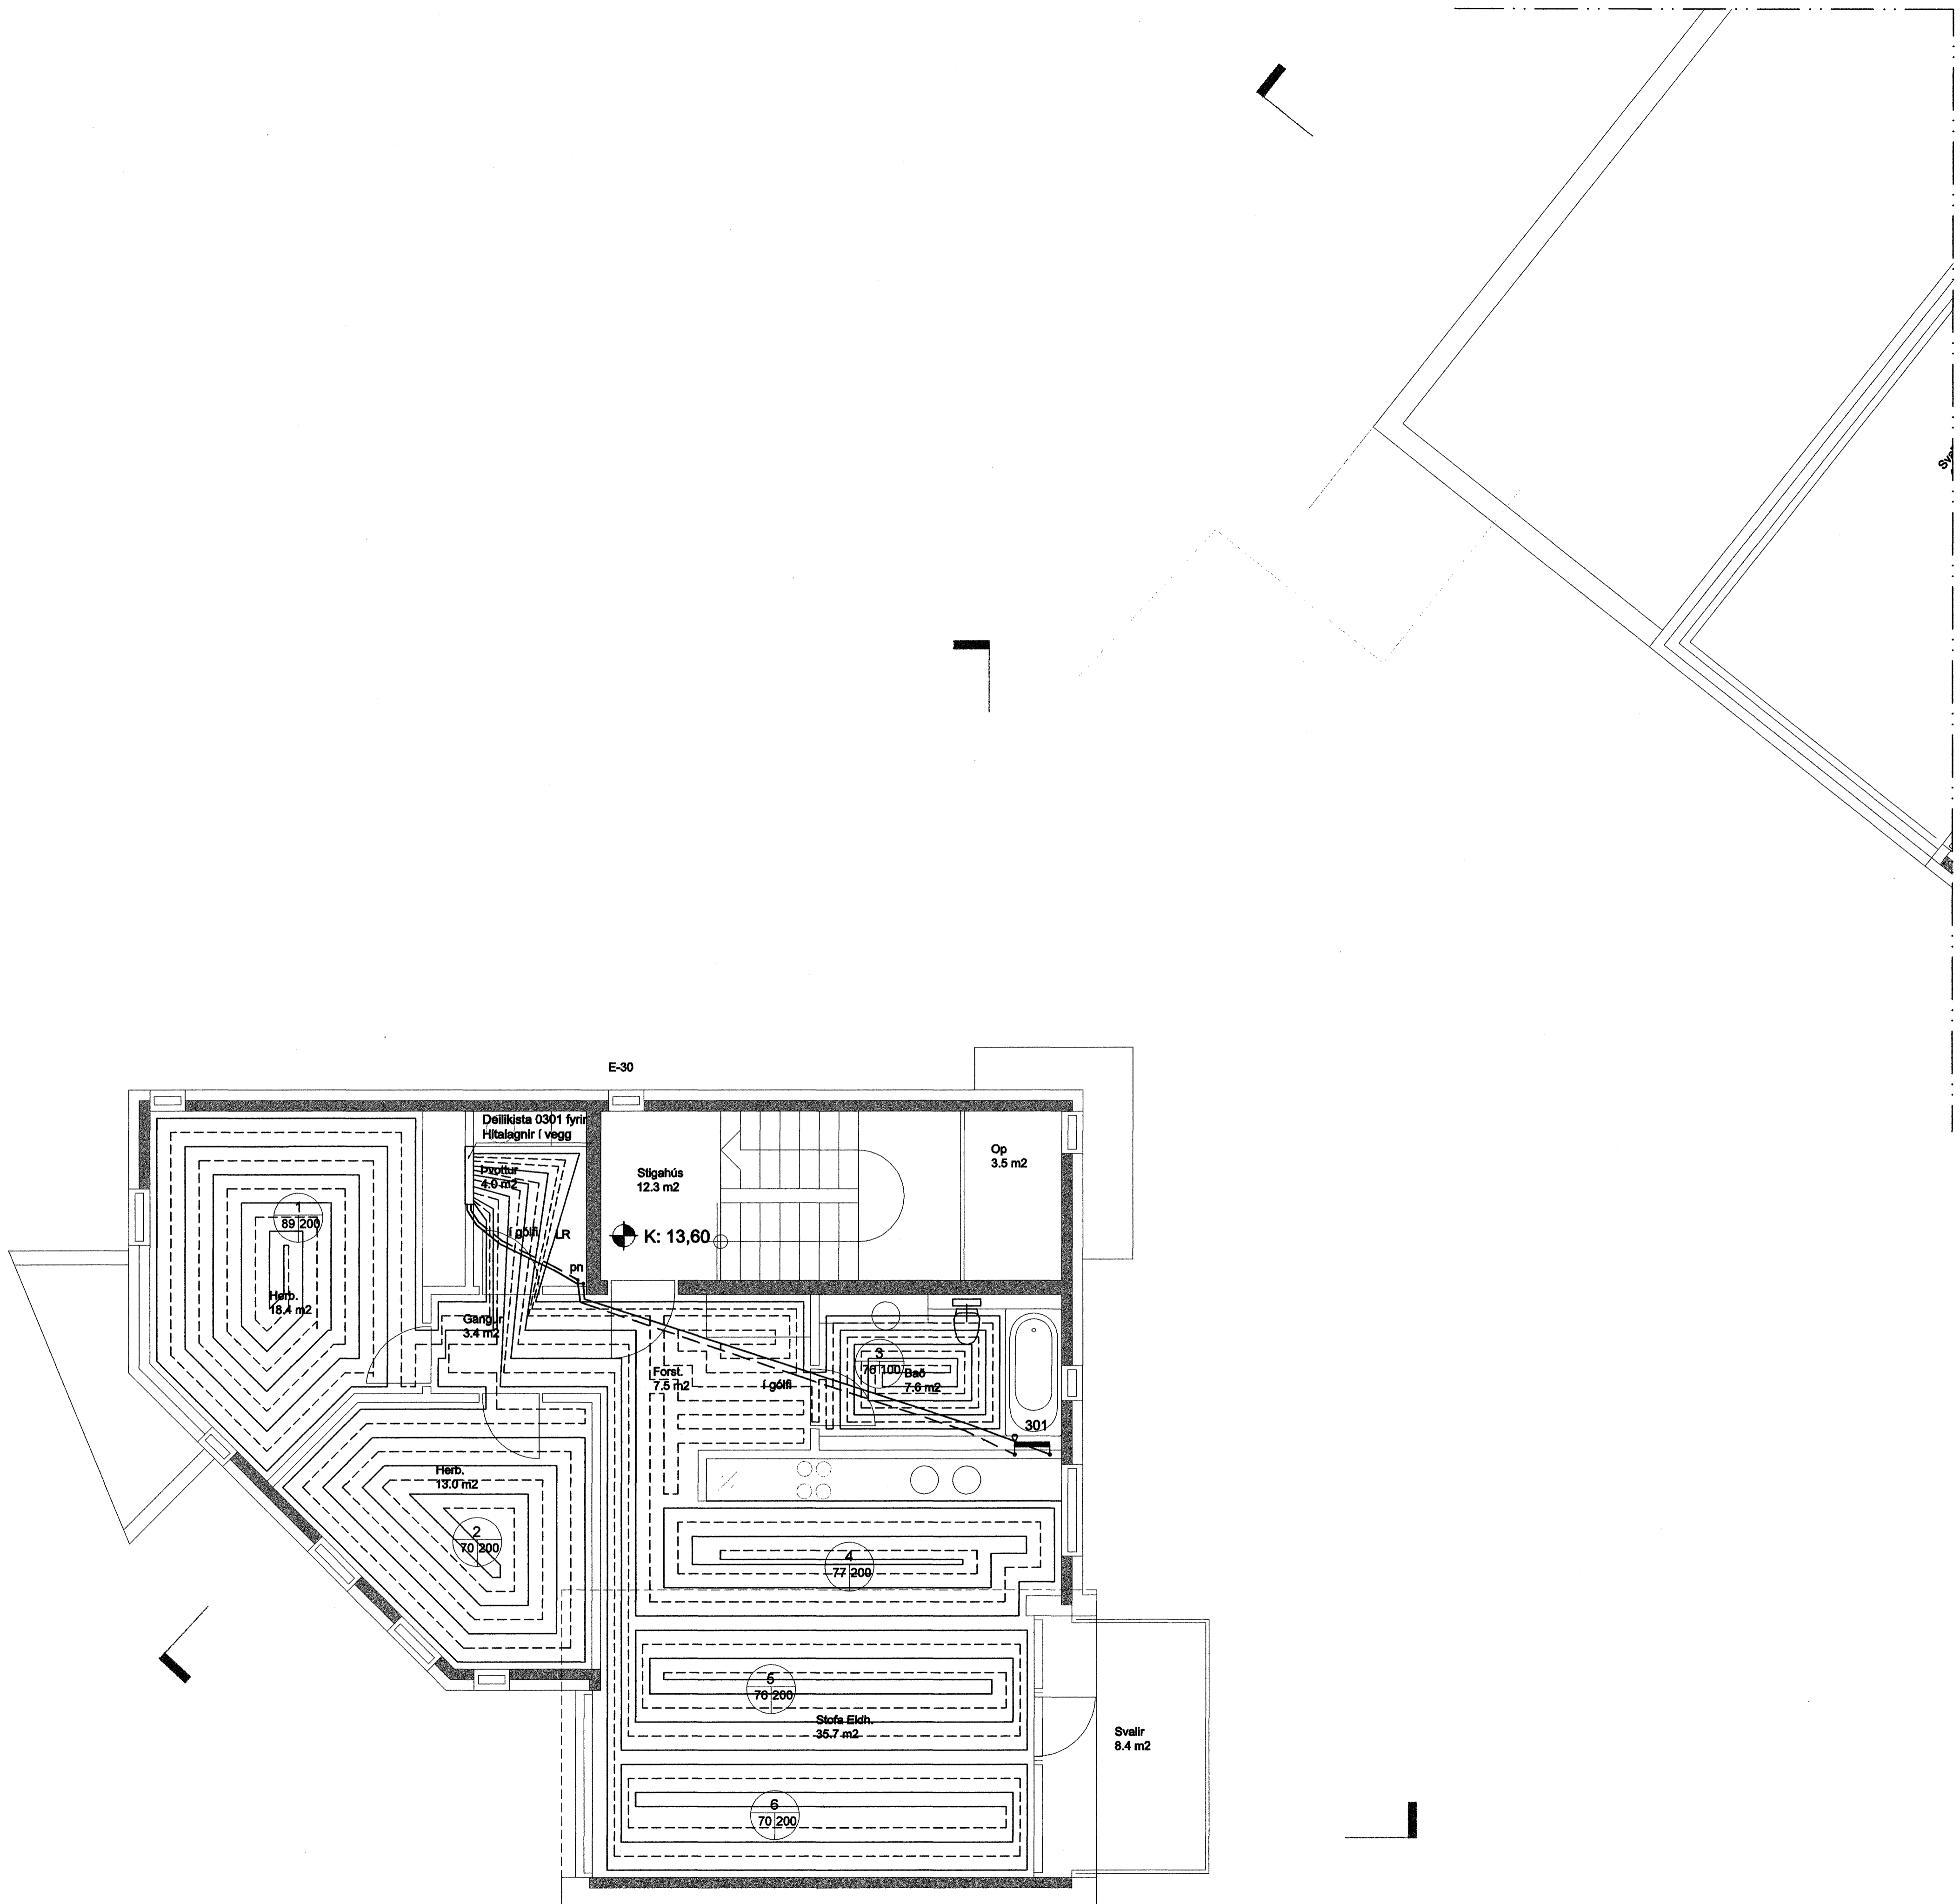 Sval
E-30
Deilikista 0301 fyrir
Hitalagnir í vegg
Þvottur
4.0 m2
Stigahús
12.3 m2
Op
3.5 m2
1
89 200
í gólfi
LR
K: 13,60
pn
Herb.
18.4 m2
Gangur
3.4 m2
Forst.
7.5 m2
í gólfi
3
76 100
Bað
7.6 m2
301
Herb.
13.0 m2
2
70 200
4
77 200
5
76 200
Stofa Eldh.
35.7 m2
Svalir
8.4 m2
6
70 200